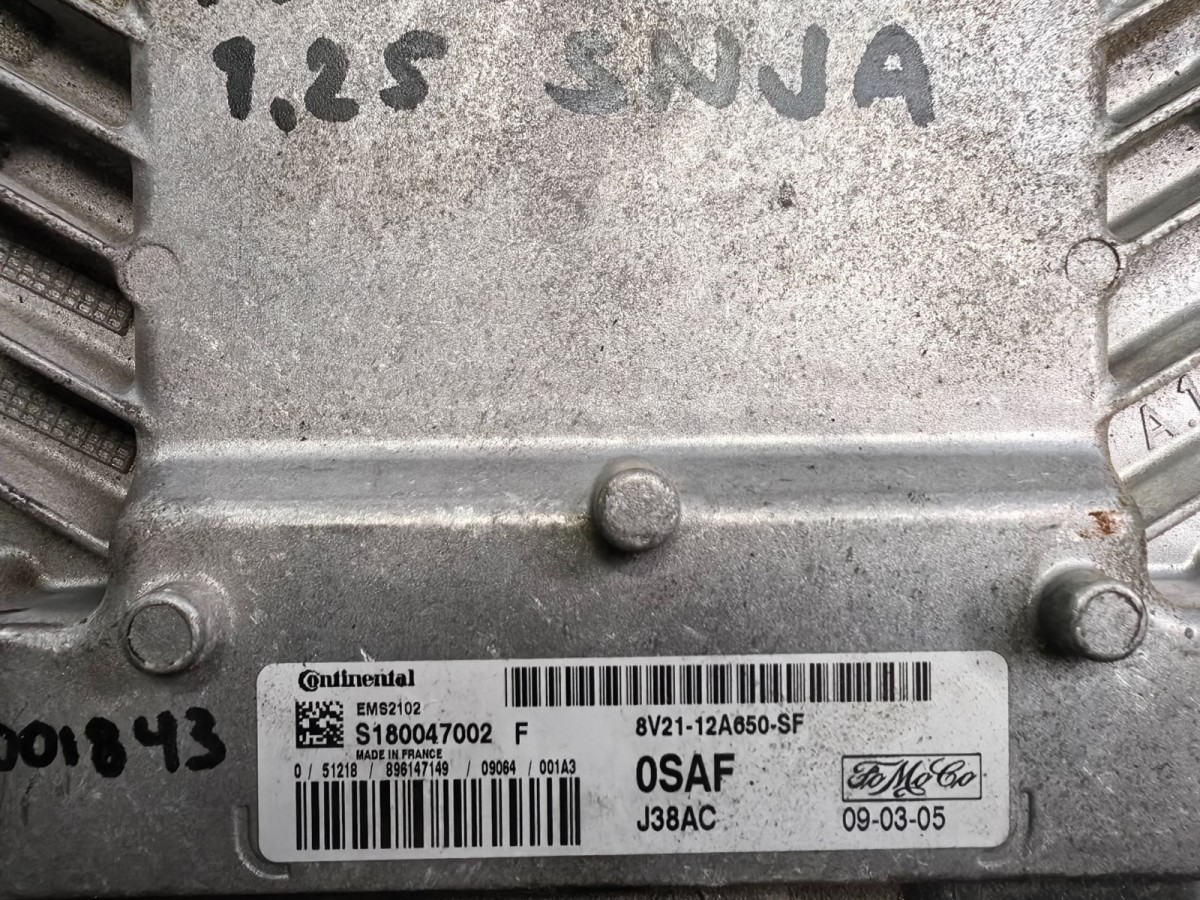 1.25 SNJA
A.1
001843
Continental
EMS2102
S180047002 F
MADE IN FRANCE
0 / 51218 / 896147149 / 09064 / 001A3
8V21-12A650-SF
0SAF
J38AC
FoMoCo
09-03-05